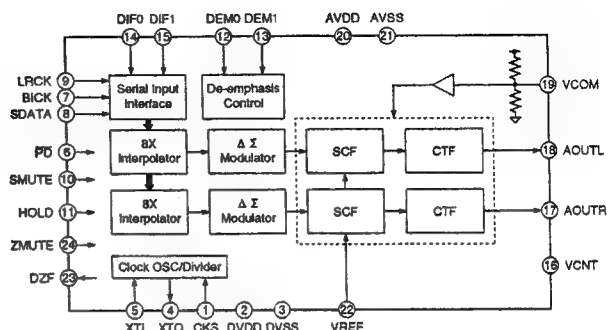 DIF0 DIF1 DEM0 DEM1 AVDD AVSS
14 15 12 13 20 21
LRCK 9
BICK 7
SDATA 8
Serial Input
Interface
De-emphasis
Control
19 VCOM
PD 6
8X
Interpolator
Δ Σ
Modulator
SCF
CTF
18 AOUTL
SMUTE 10
HOLD 11
8X
Interpolator
Δ Σ
Modulator
SCF
CTF
17 AOUTR
ZMUTE 24
DZF 23
Clock OSC/Divider
16 VCNT
5 4 1 2 3 22
XTI XTO CKS DVDD DVSS VREF